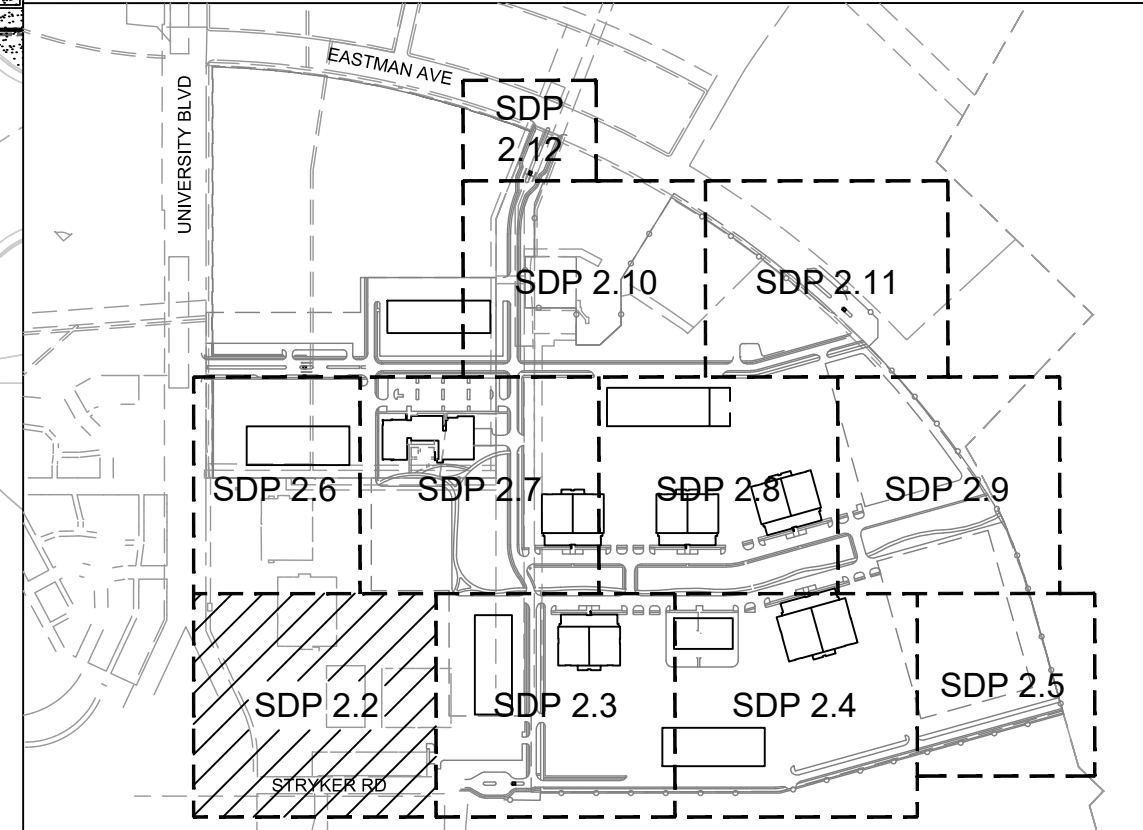 EASTMAN AVE
UNIVERSITY BLVD
SDP
2.12
SDP 2.10
SDP 2.11
SDP 2.6
SDP 2.7
SDP 2.8
SDP 2.9
SDP 2.2
SDP 2.3
SDP 2.4
SDP 2.5
STRYKER RD